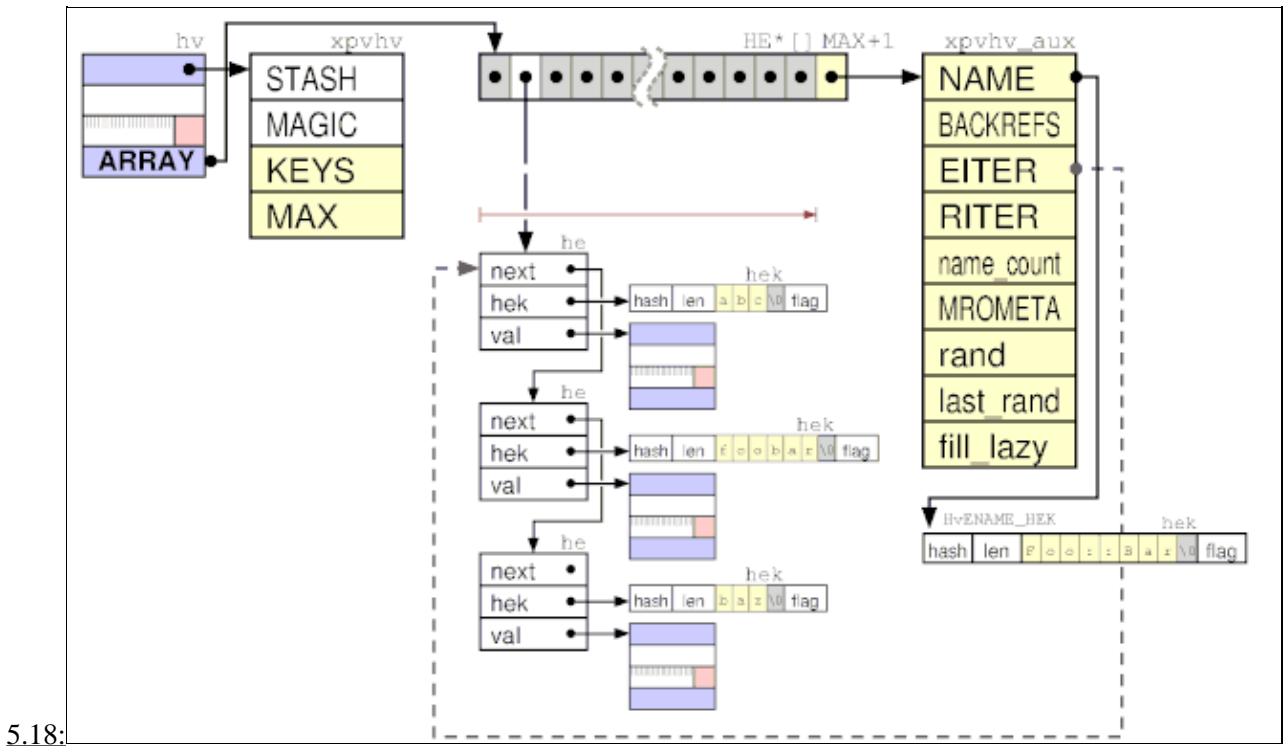 hv
xpvhv
HE*[] MAX+1
xpvhv_aux
STASH
MAGIC
KEYS
MAX
ARRAY
NAME
BACKREFS
EITER
RITER
name_count
MROMETA
rand
last_rand
fill_lazy
he
next
hek
val
hek
hash len a b c \0 flag
he
next
hek
val
hek
hash len f o o b a r \0 flag
he
next
hek
val
hek
hash len b a z \0 flag
HvENAME_HEK
hek
hash len F o o : : B a r \0 flag
5.18: